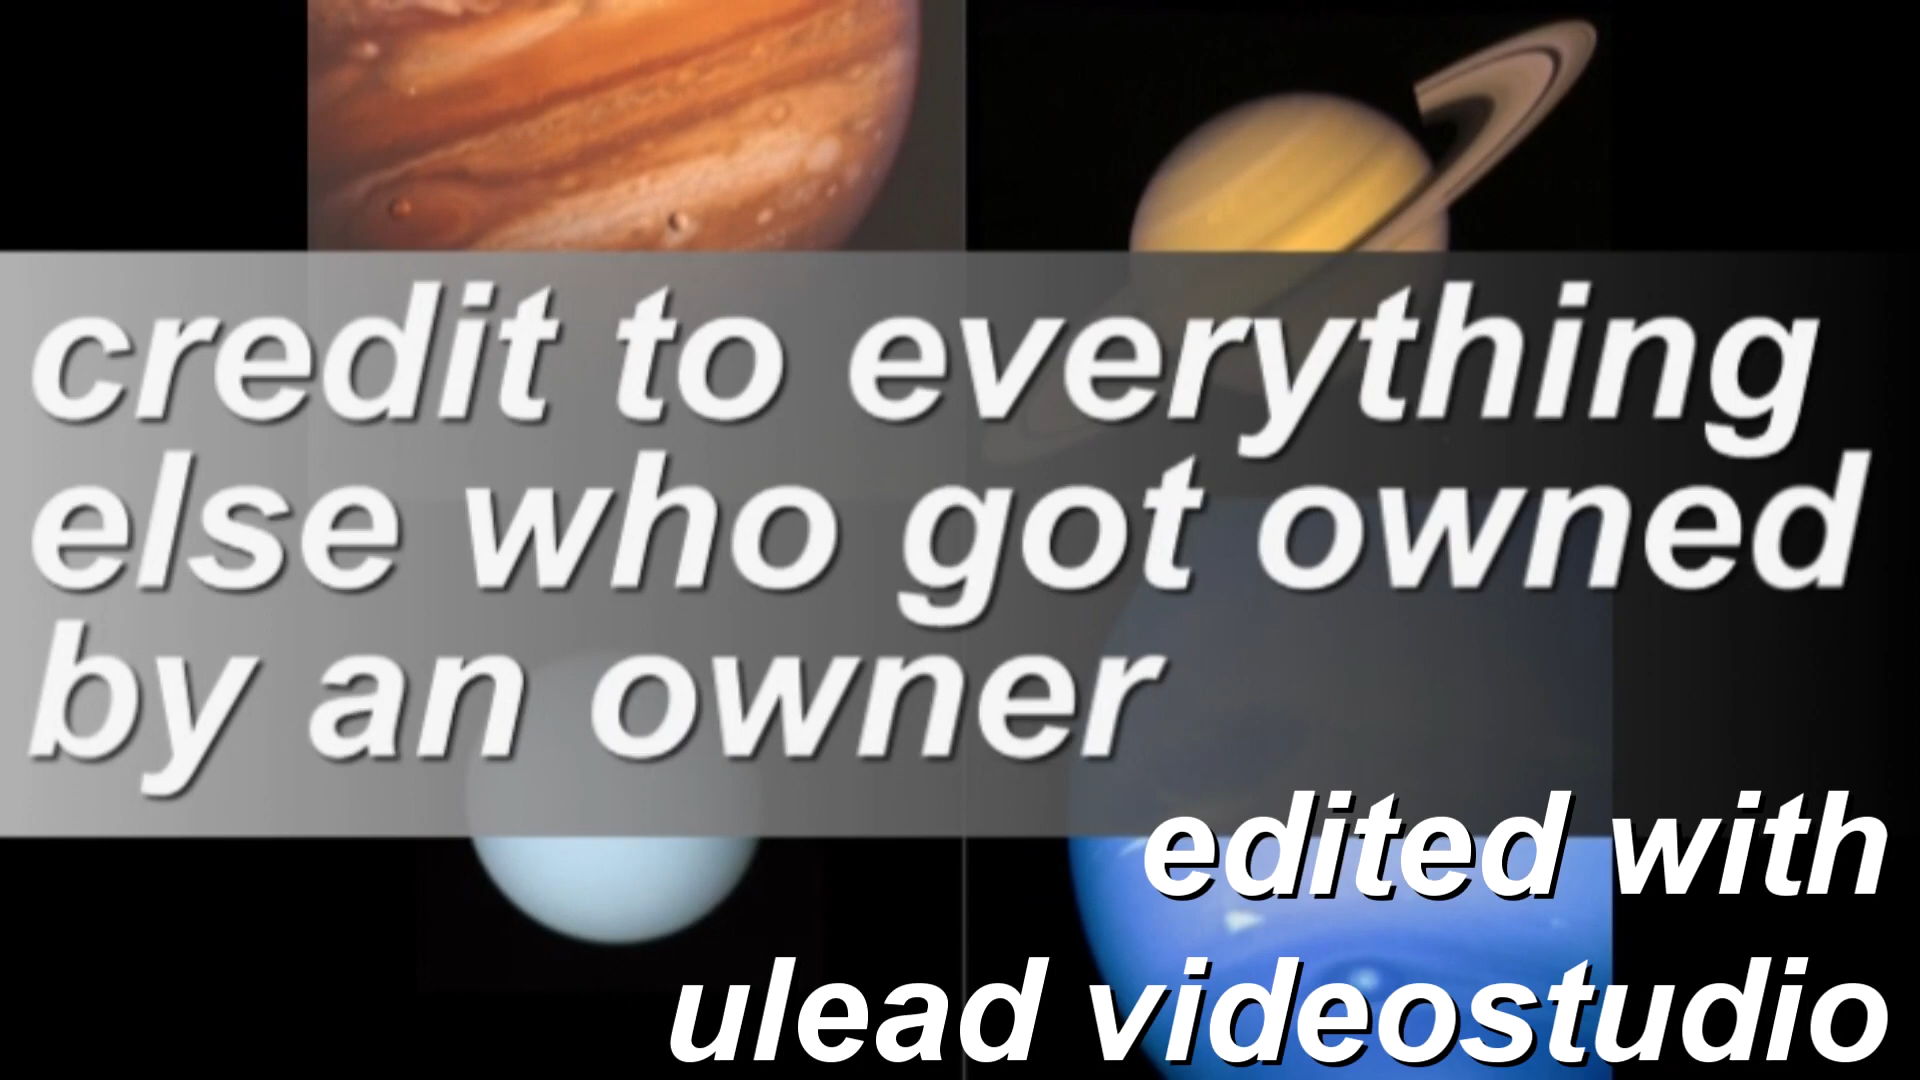 credit to everything
else who got owned
by an owner
edited with
ulead videostudio